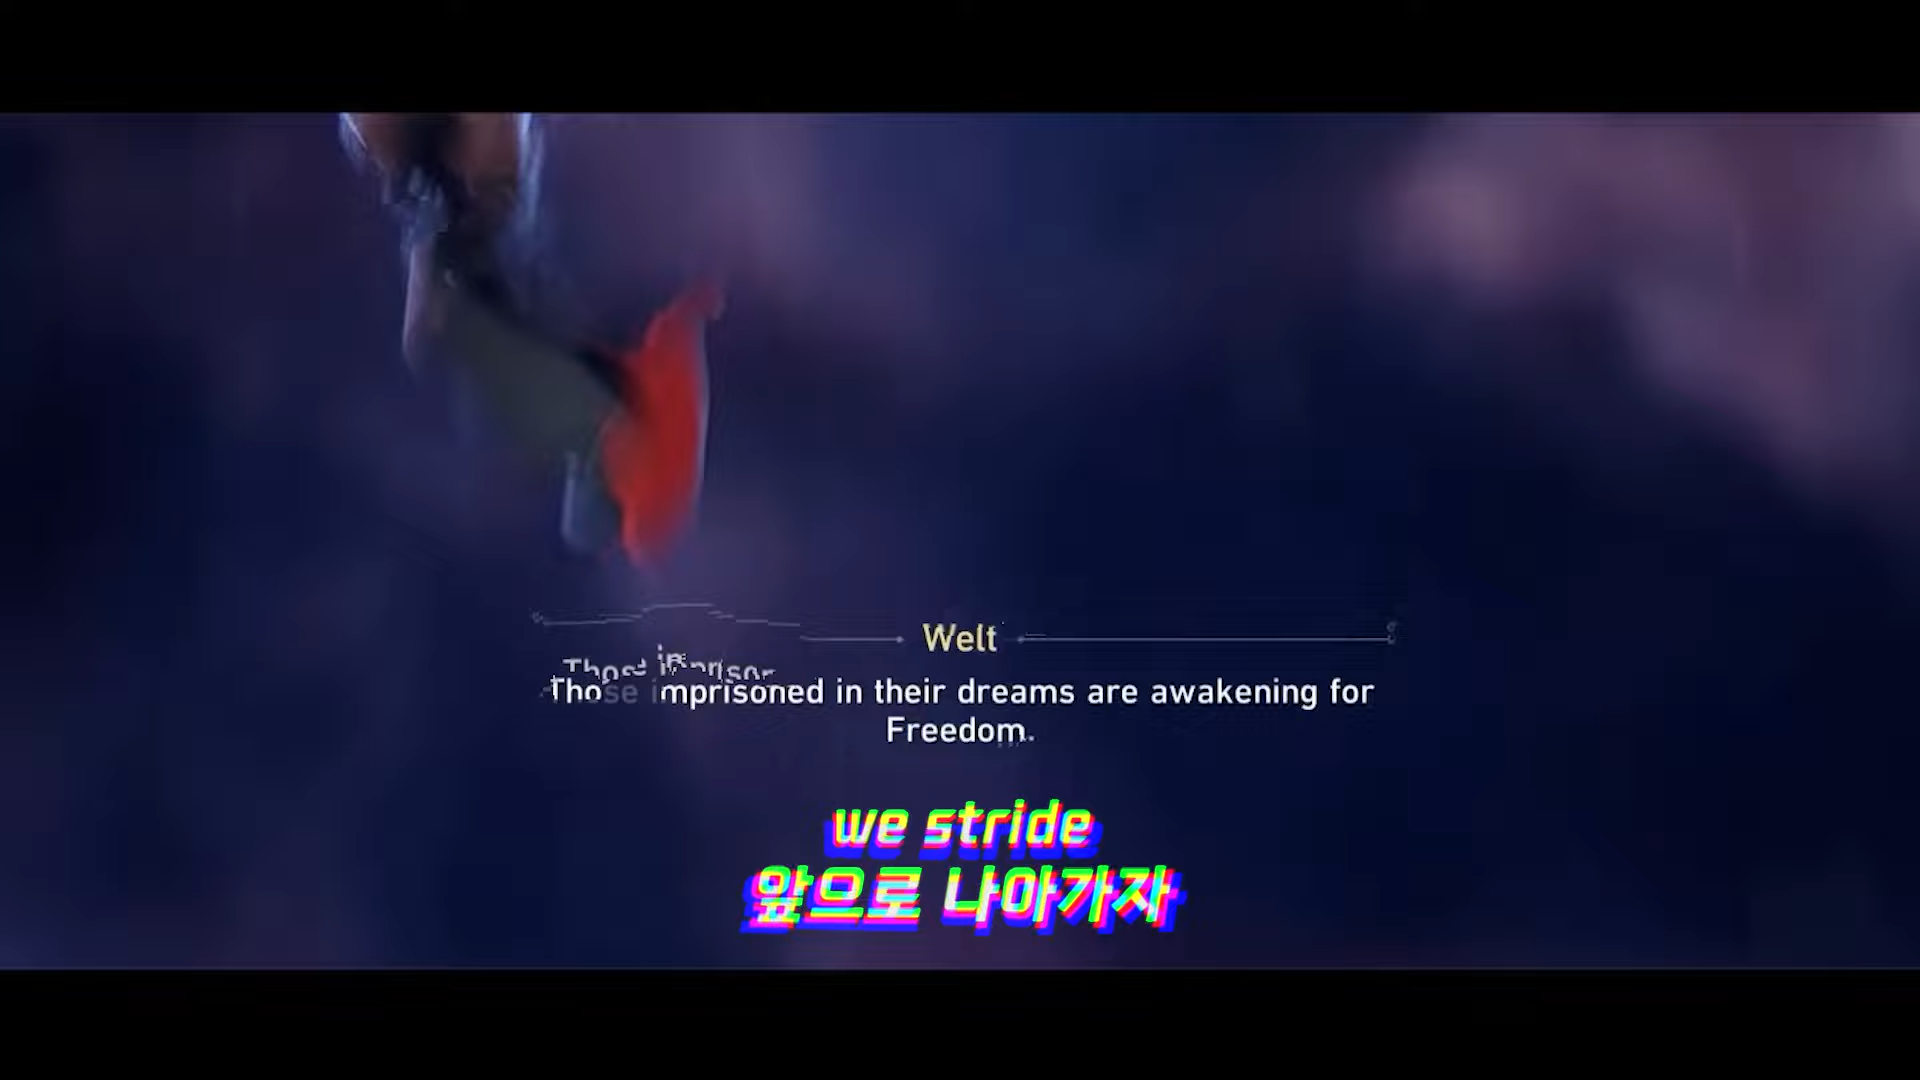 Welt
Those imprisoned in their dreams are awakening for
Freedom.
we stride
앞으로 나아가자